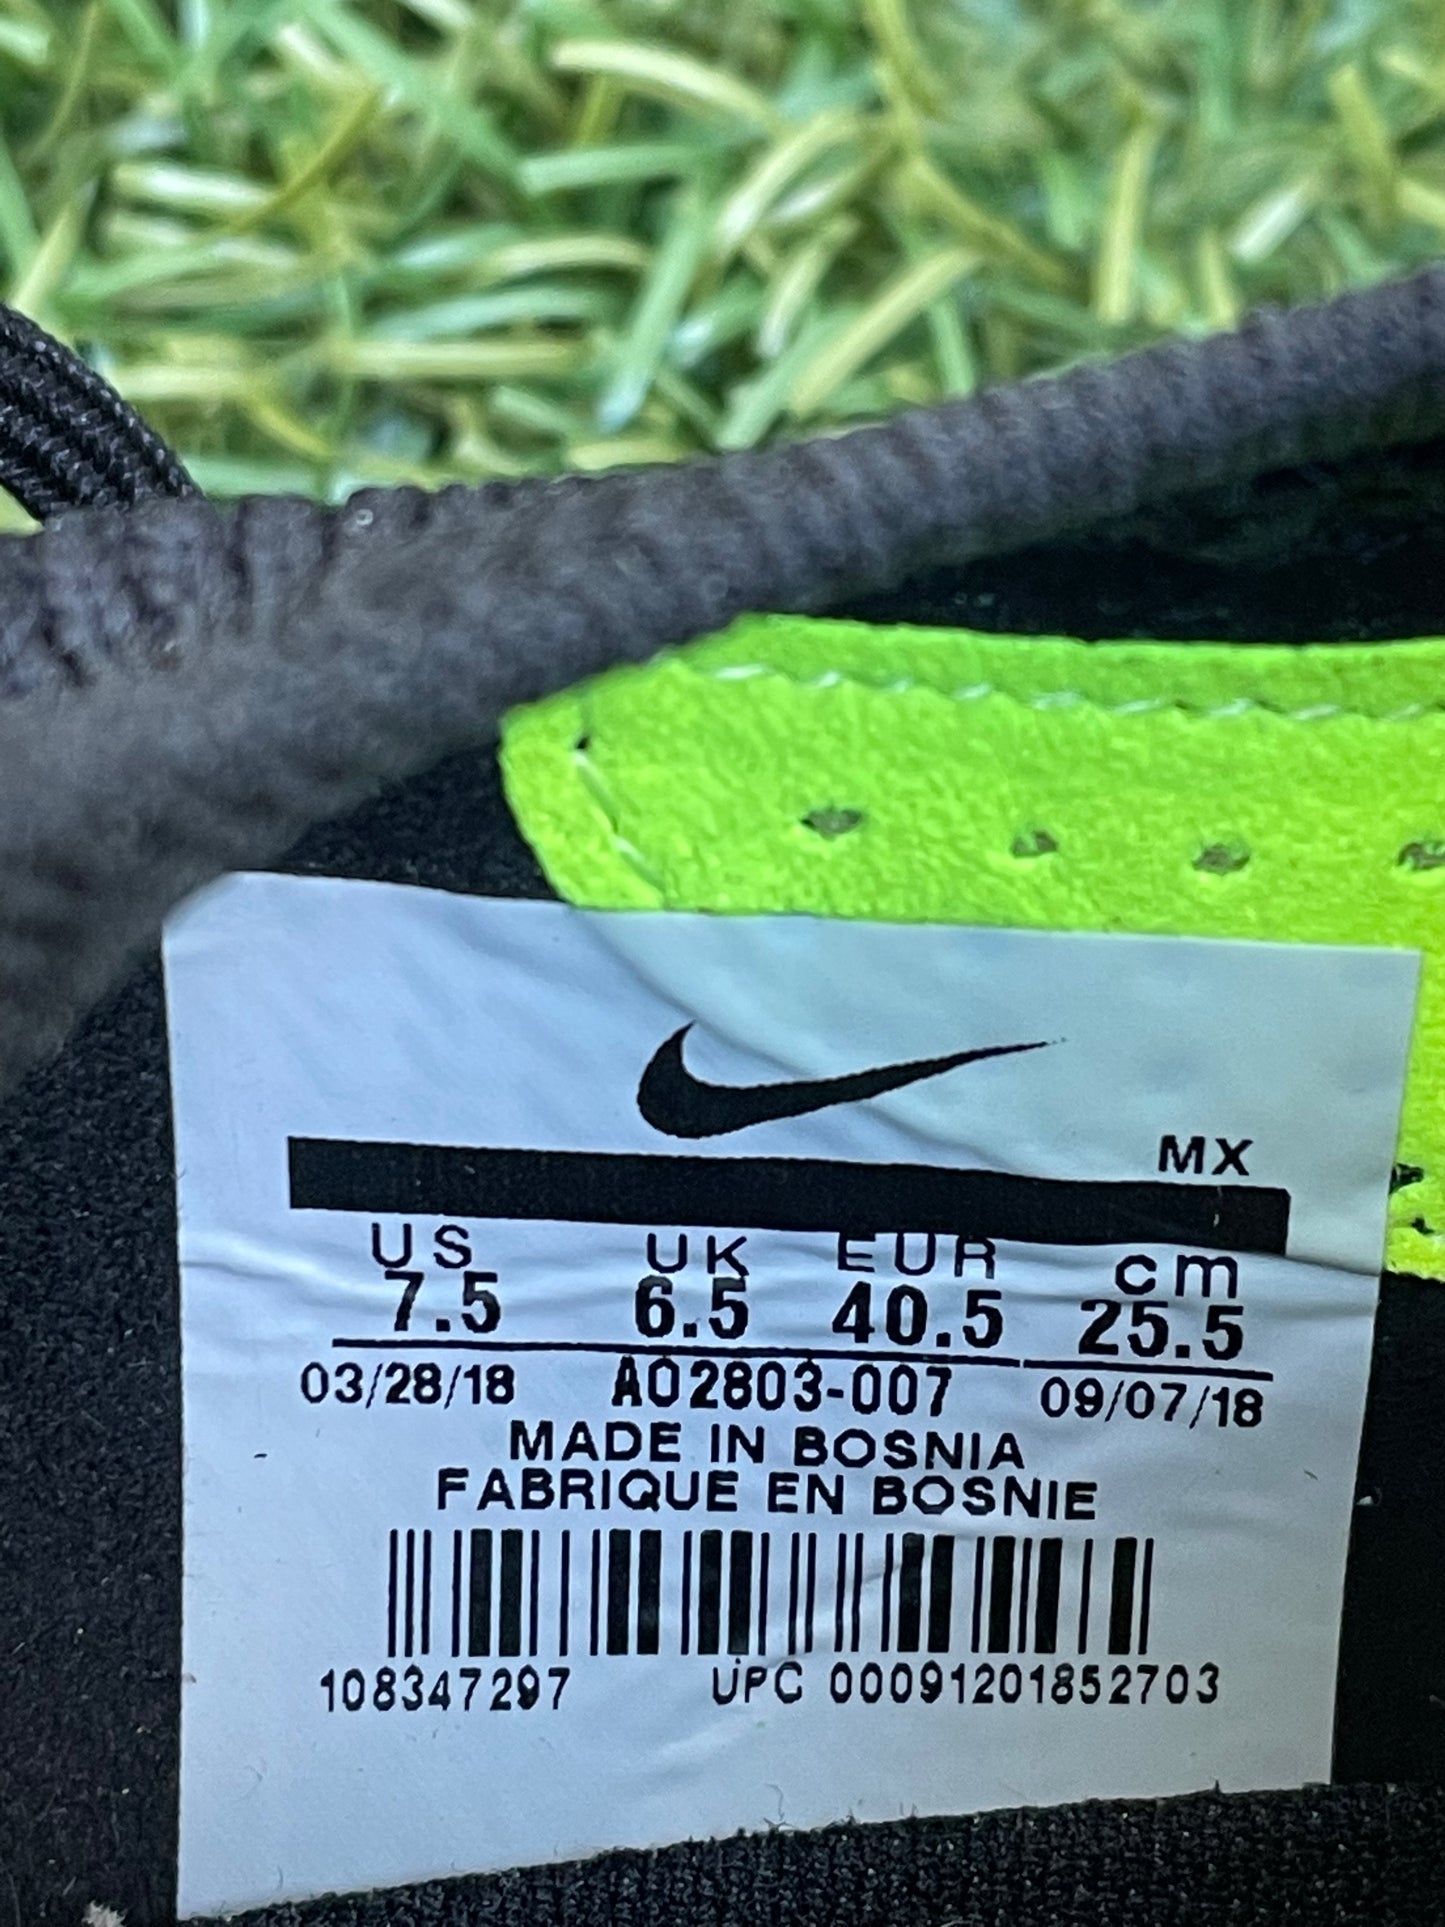 MX
US UK EUR cm
7.5 6.5 40.5 25.5
03/28/18 AO2803-007 09/07/18
MADE IN BOSNIA
FABRIQUE EN BOSNIE
108347297 UPC 00091201852703